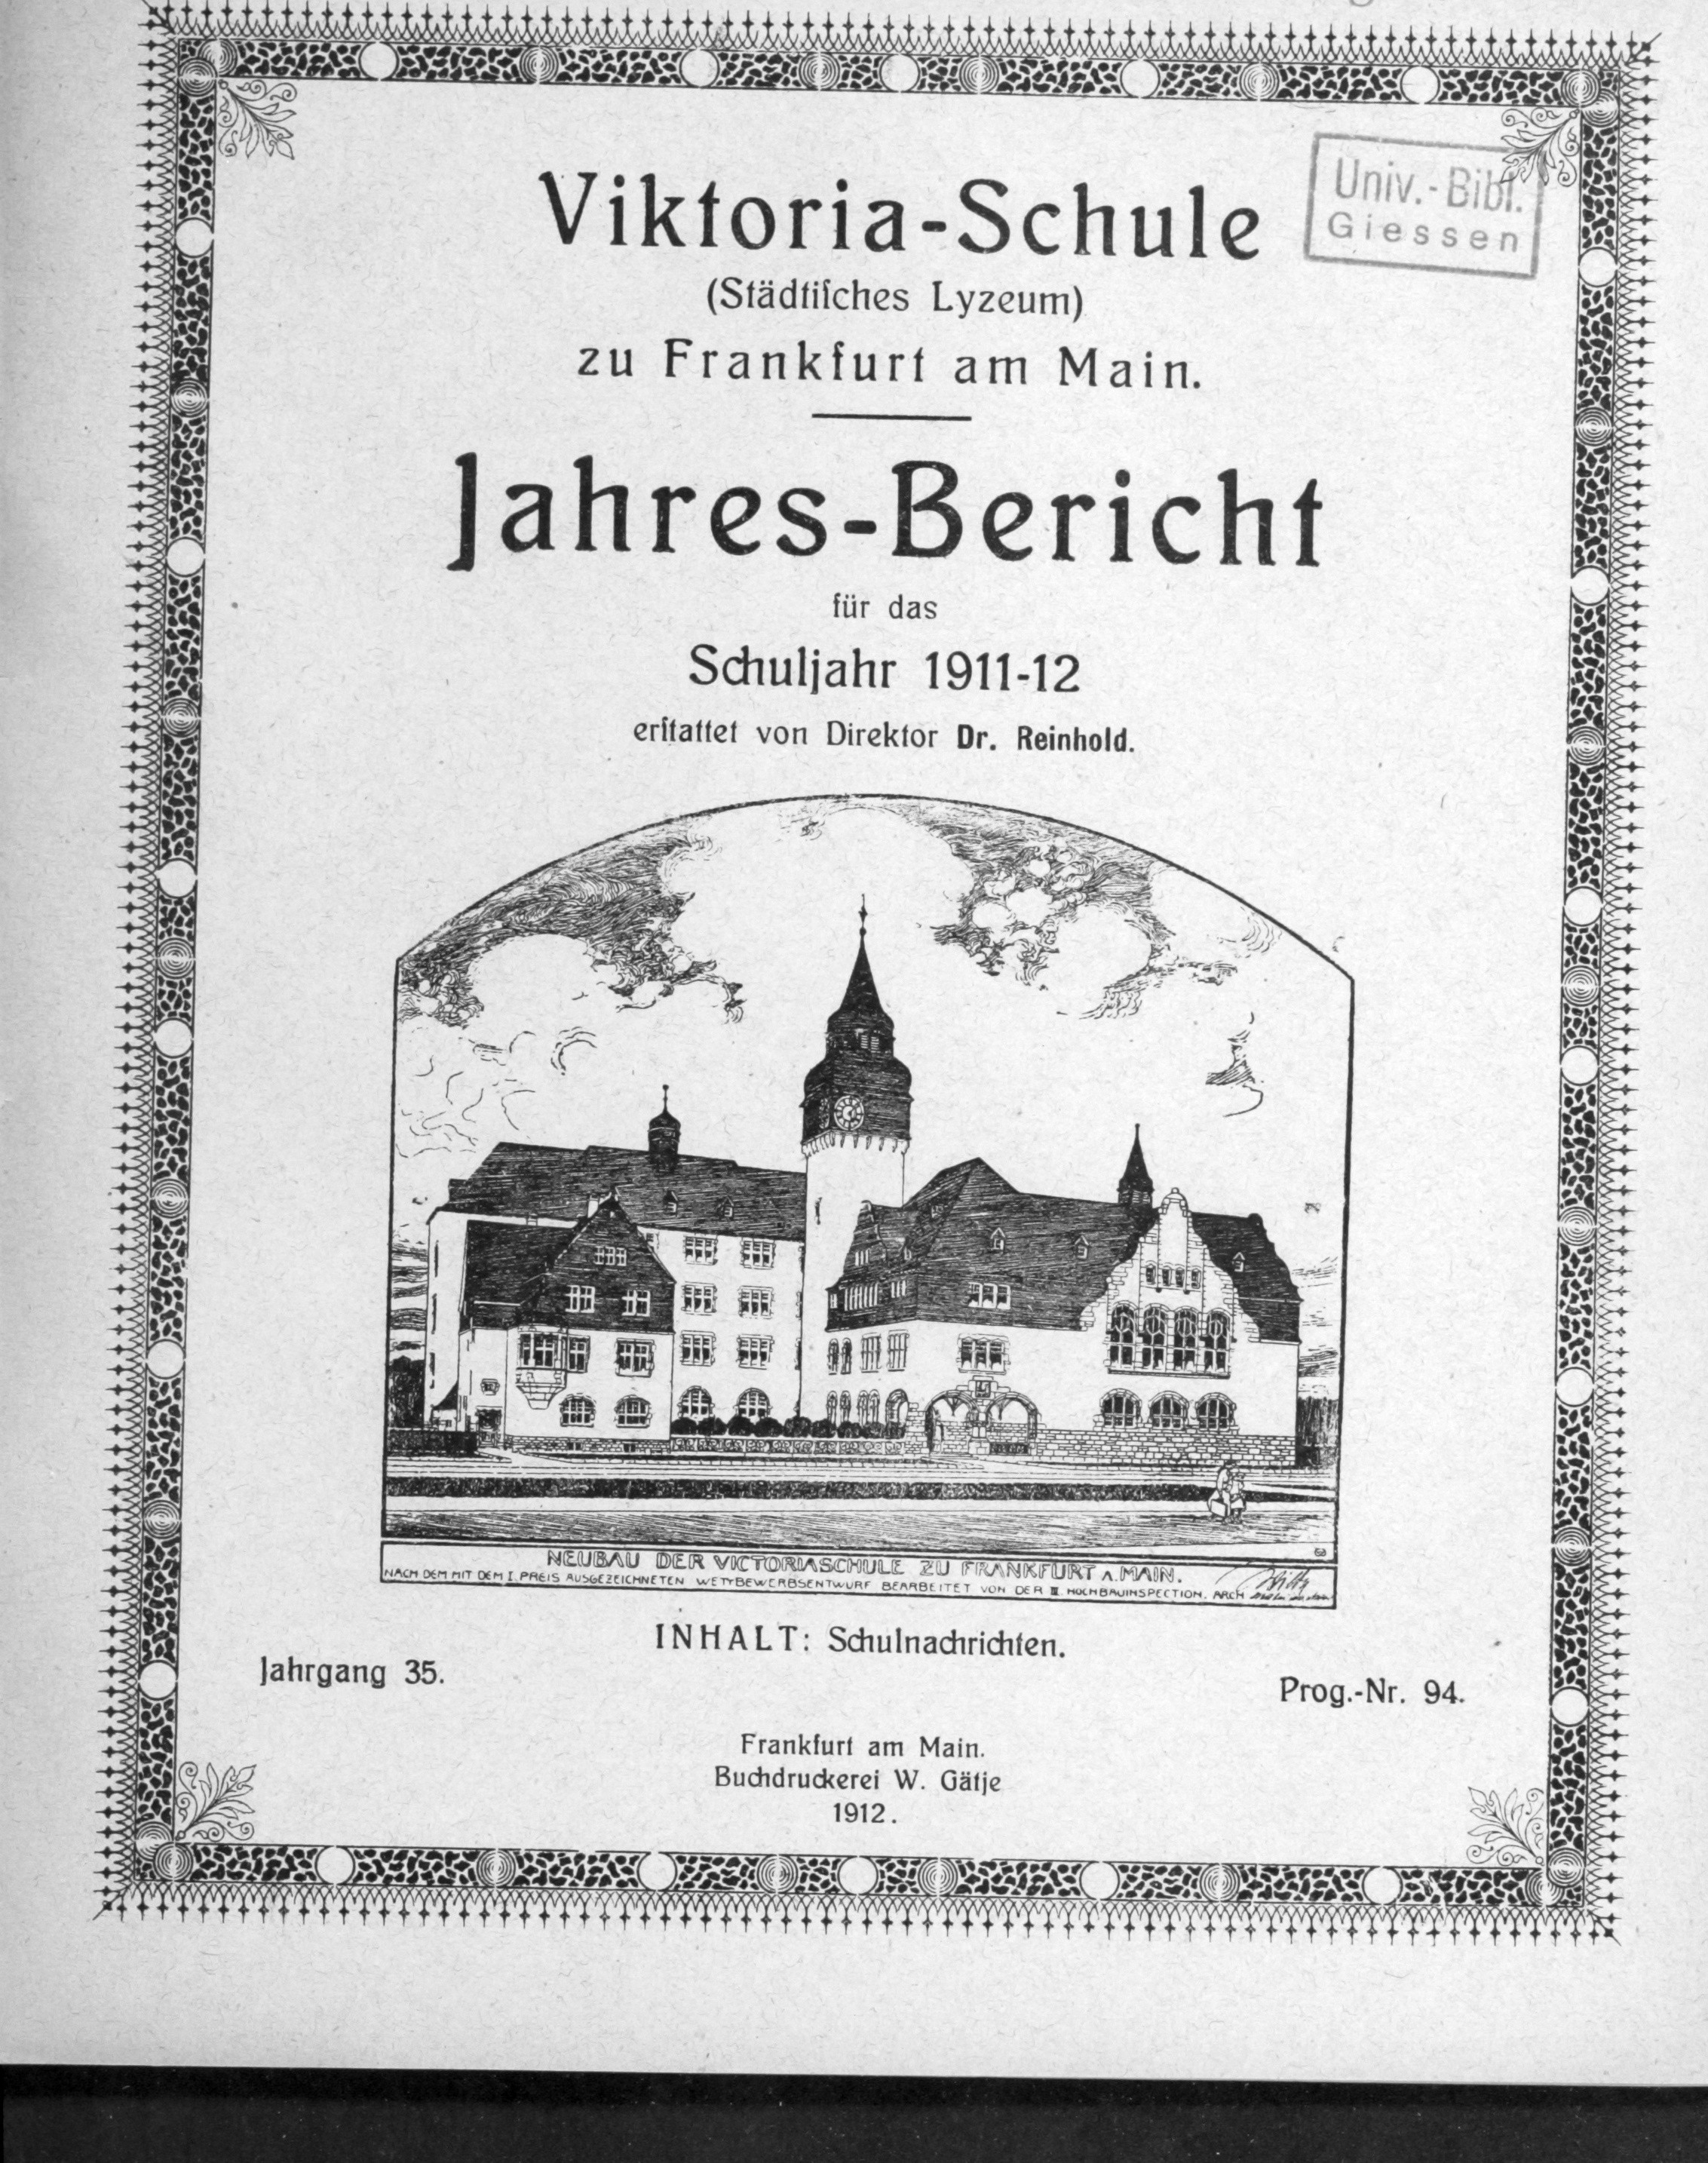 Univ.-Bibl.
Giessen
Viktoria-Schule
(Städtiſches Lyzeum)
zu Frankfurt am Main.
Jahres-Bericht
für das
Schuljahr 1911-12
erſtattet von Direktor Dr. Reinhold.
NEUBAU DER VICTORIASCHULE ZU FRANKFURT A. MAIN.
NACH DEM MIT DEM I. PREIS AUSGEZEICHNETEN WETTBEWERBSENTWURF BEARBEITET VON DER III. HOCHBAUINSPECTION. ARCH
INHALT: Schulnachrichten.
Jahrgang 35.
Prog.-Nr. 94.
Frankfurt am Main.
Buchdruckerei W. Gätje
1912.